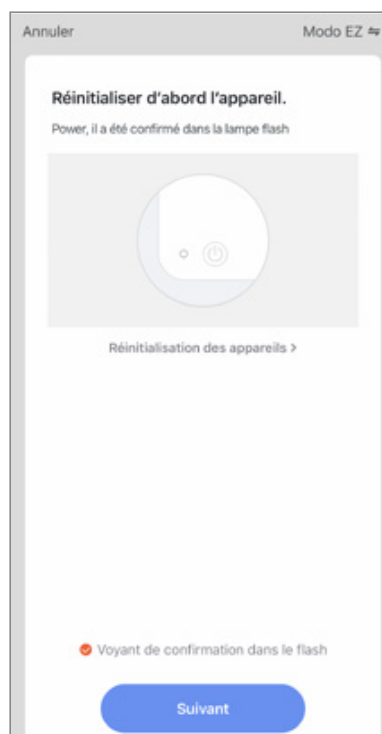 Annuler Modo EZ ⇋
Réinitialiser d'abord l'appareil.
Power, il a été confirmé dans la lampe flash
Réinitialisation des appareils >
Voyant de confirmation dans le flash
Suivant